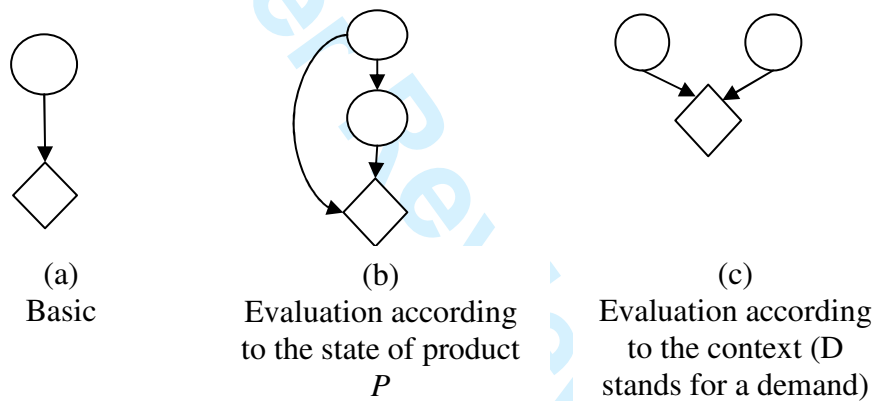 (a)
Basic
(b)
Evaluation according
to the state of product
P
(c)
Evaluation according
to the context (D
stands for a demand)